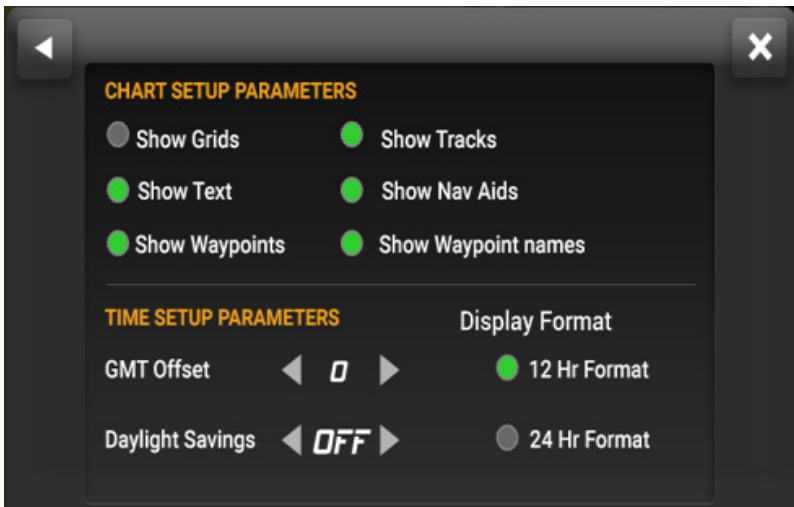 CHART SETUP PARAMETERS
Show Grids Show Tracks
Show Text Show Nav Aids
Show Waypoints Show Waypoint names
TIME SETUP PARAMETERS Display Format
GMT Offset 0 12 Hr Format
Daylight Savings OFF 24 Hr Format